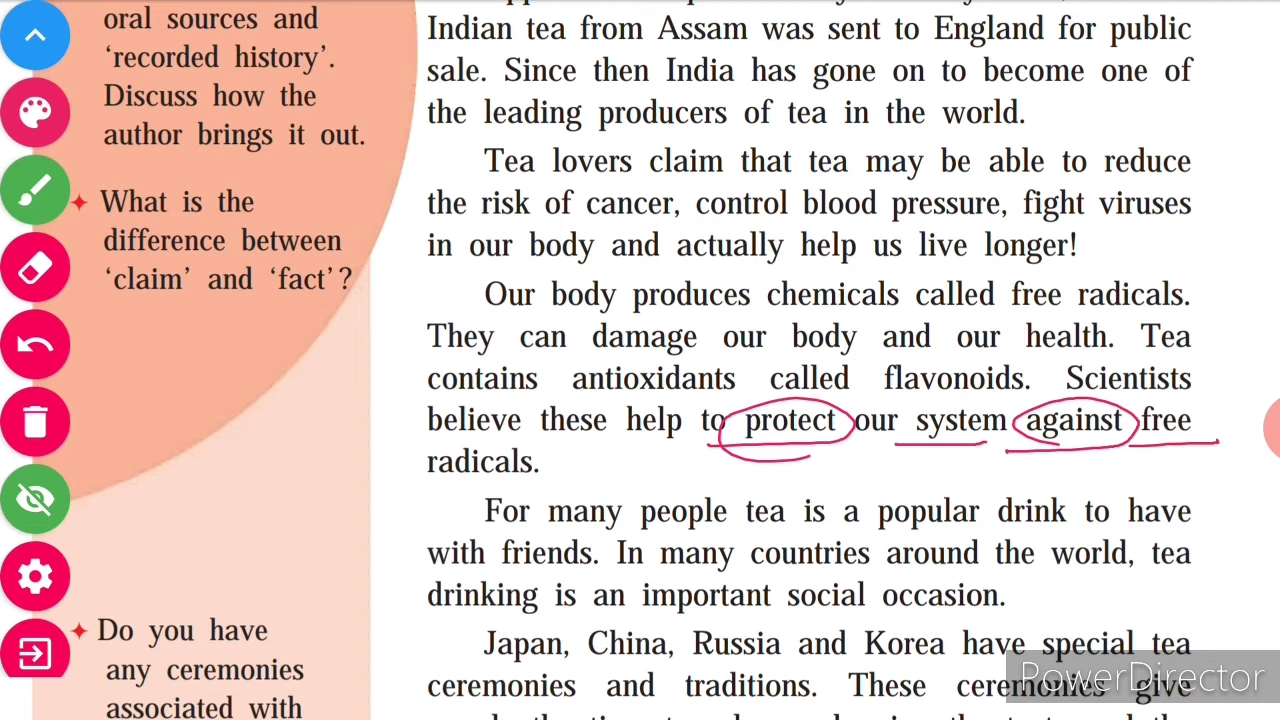 oral sources and
‘recorded history’.
Discuss how the
author brings it out.
What is the
difference between
‘claim’ and ‘fact’?
Do you have
any ceremonies
associated with
Indian tea from Assam was sent to England for public
sale. Since then India has gone on to become one of
the leading producers of tea in the world.
Tea lovers claim that tea may be able to reduce
the risk of cancer, control blood pressure, fight viruses
in our body and actually help us live longer!
Our body produces chemicals called free radicals.
They can damage our body and our health. Tea
contains antioxidants called flavonoids. Scientists
believe these help to protect our system against free
radicals.
For many people tea is a popular drink to have
with friends. In many countries around the world, tea
drinking is an important social occasion.
Japan, China, Russia and Korea have special tea
ceremonies and traditions. These ceremonies give
PowerDirector